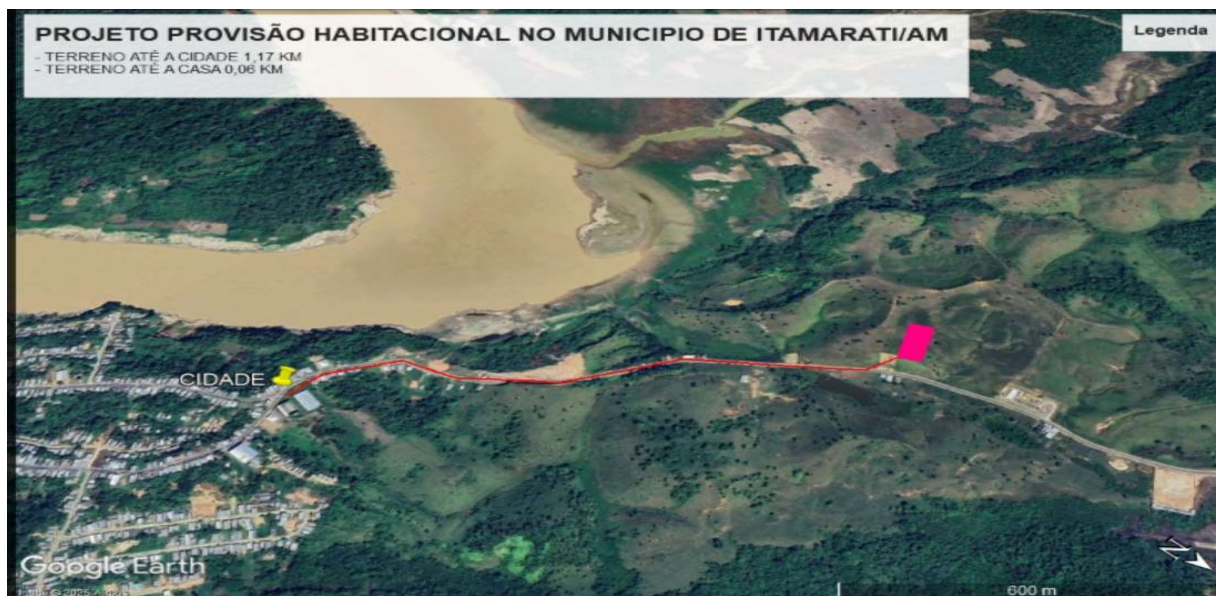 PROJETO PROVISÃO HABITACIONAL NO MUNICIPIO DE ITAMARATI/AM
- TERRENO ATÉ A CIDADE 1,17 KM
- TERRENO ATÉ A CASA 0,06 KM
Legenda
CIDADE
N
Google Earth
600 m